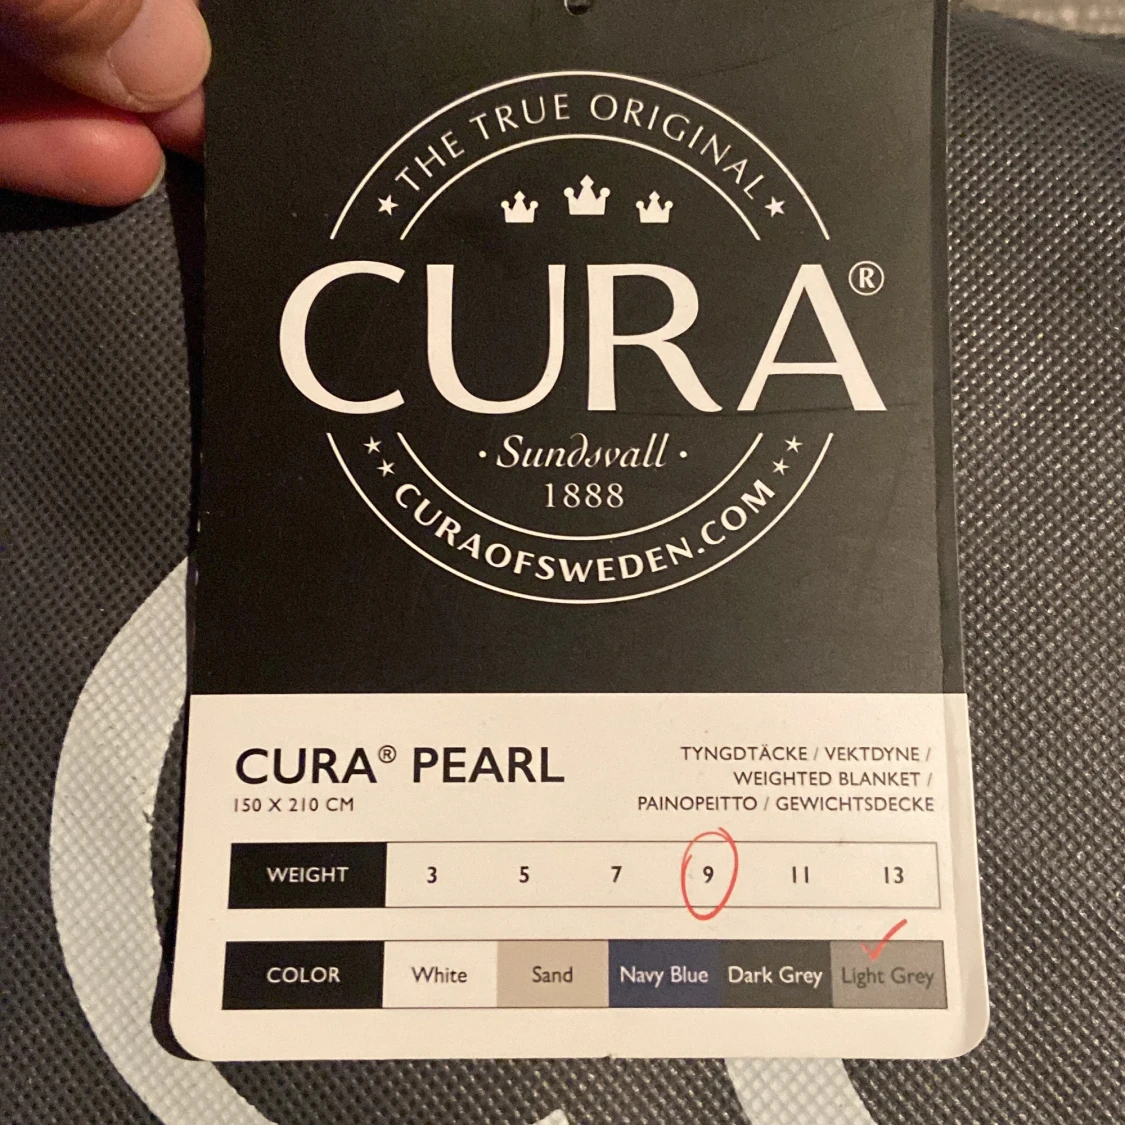 THE TRUE ORIGINAL
CURA®
Sundsvall
1888
CURAOFSWEDEN.COM
CURA® PEARL
150 X 210 CM
TYNGDTÄCKE / VEKTDYNE /
WEIGHTED BLANKET /
PAINOPEITTO / GEWICHTSDECKE
WEIGHT 3 5 7 9 11 13
COLOR White Sand Navy Blue Dark Grey Light Grey